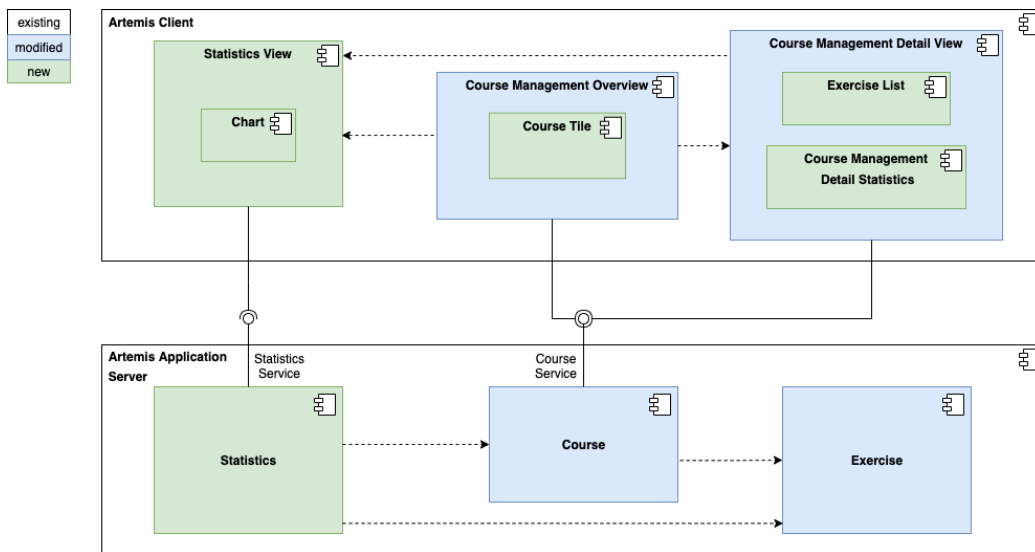 existing
modified
new
Artemis Client
Statistics View
Chart
Course Management Overview
Course Tile
Course Management Detail View
Exercise List
Course Management
Detail Statistics
Artemis Application
Server
Statistics
Service
Course
Service
Statistics
Course
Exercise